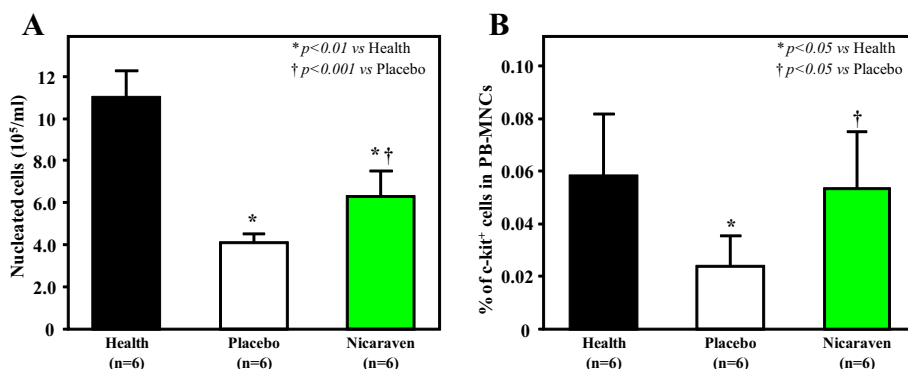 A
* p<0.01 vs Health
† p<0.001 vs Placebo
Nucleated cells (10⁵/ml)
12
10
8.0
6.0
4.0
2.0
0
*
* †
Health
(n=6)
Placebo
(n=6)
Nicaraven
(n=6)
B
* p<0.05 vs Health
† p<0.05 vs Placebo
% of c-kit⁺ cells in PB-MNCs
0.10
0.08
0.06
0.04
0.02
0
*
†
Health
(n=6)
Placebo
(n=6)
Nicaraven
(n=6)